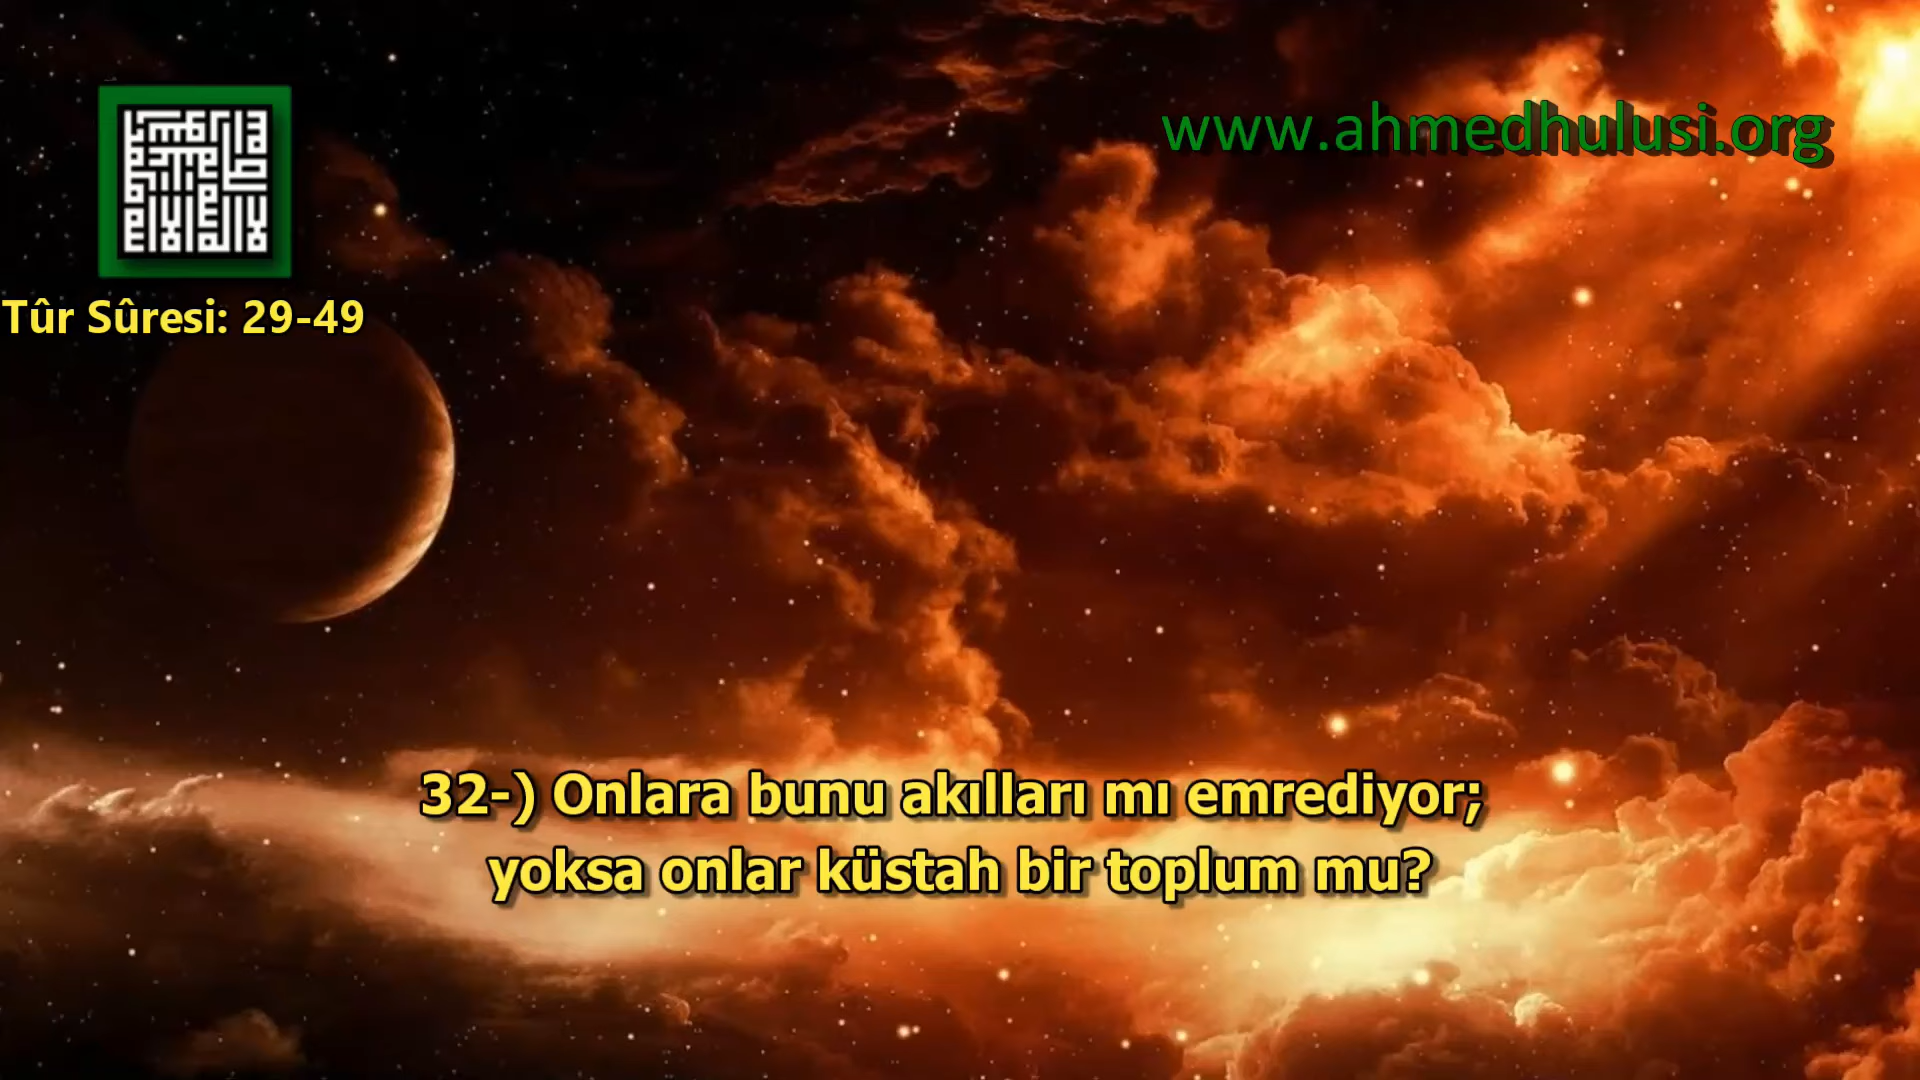 www.ahmedhulusi.org
Tûr Sûresi: 29-49
32-) Onlara bunu akılları mı emrediyor;
yoksa onlar küstah bir toplum mu?